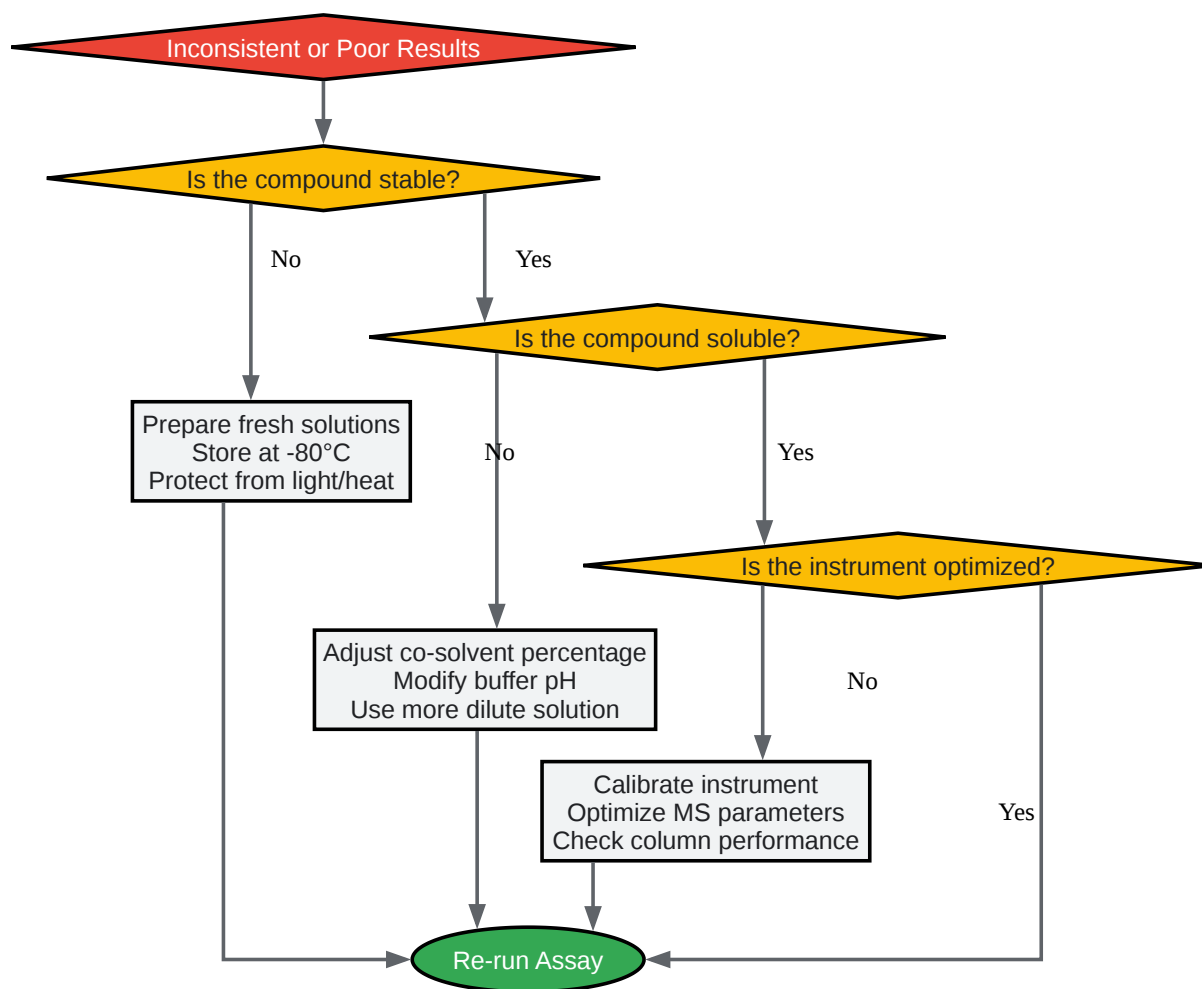 Inconsistent or Poor Results
Is the compound stable?
No
Yes
Is the compound soluble?
Prepare fresh solutions
Store at -80°C
Protect from light/heat
No
Yes
Is the instrument optimized?
Adjust co-solvent percentage
Modify buffer pH
Use more dilute solution
No
Calibrate instrument
Optimize MS parameters
Check column performance
Yes
Re-run Assay